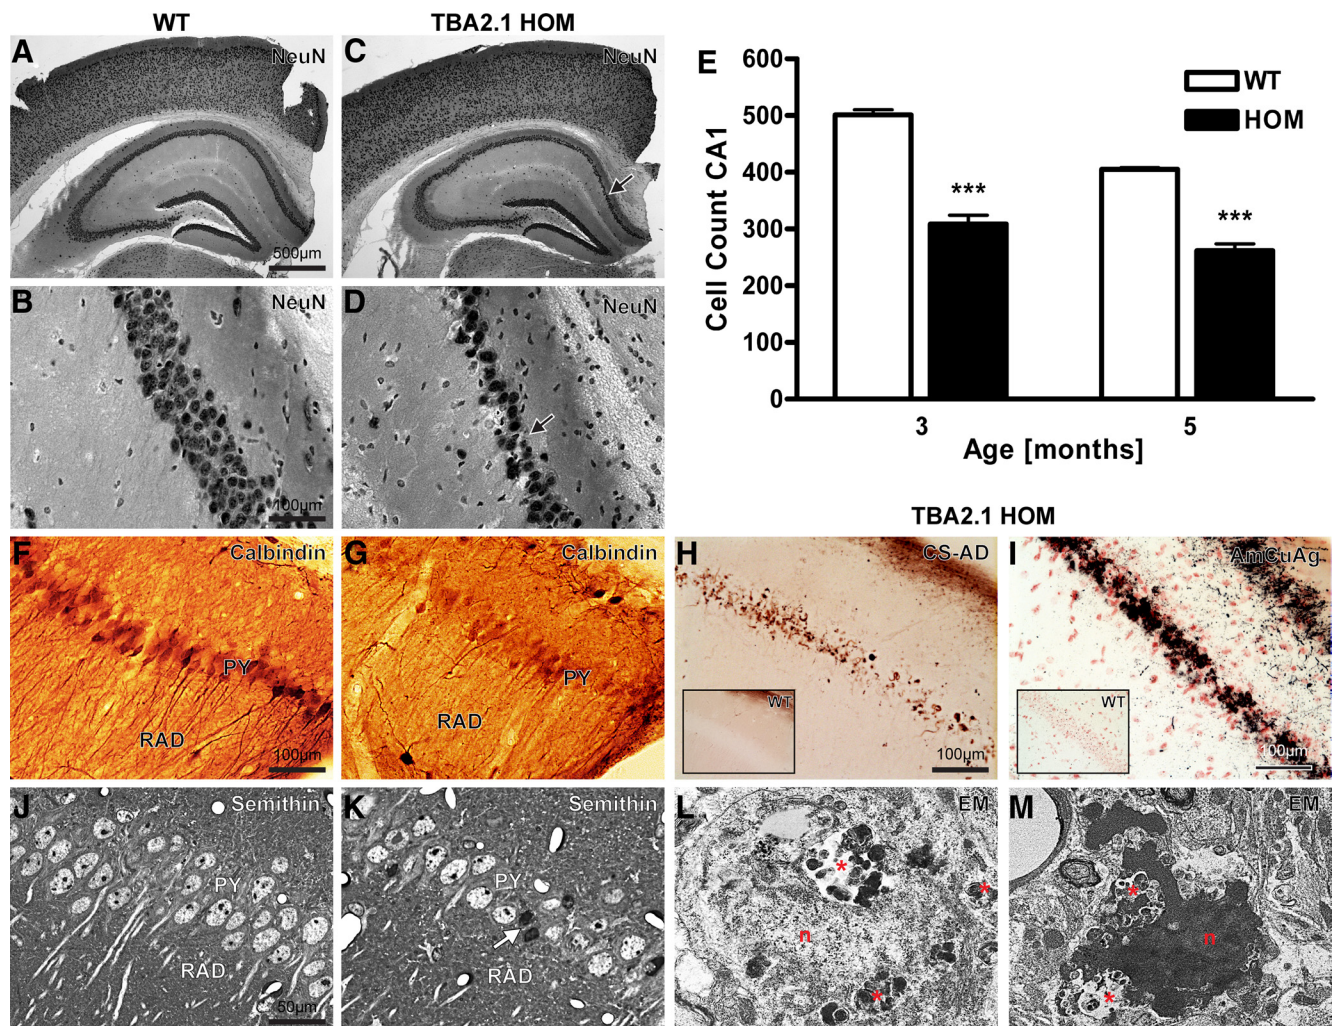 WT
TBA2.1 HOM
A
NeuN
500µm
C
NeuN
B
NeuN
100µm
D
NeuN
E
600
500
400
300
200
100
0
Cell Count CA1
WT
HOM
***
***
3
5
Age [months]
TBA2.1 HOM
F
Calbindin
PY
RAD
100µm
G
Calbindin
PY
RAD
H
CS-AD
WT
100µm
I
AmCuAg
WT
100µm
J
Semithin
PY
RAD
50µm
K
Semithin
PY
RAD
L
EM
*
*
n
*
M
EM
*
n
*